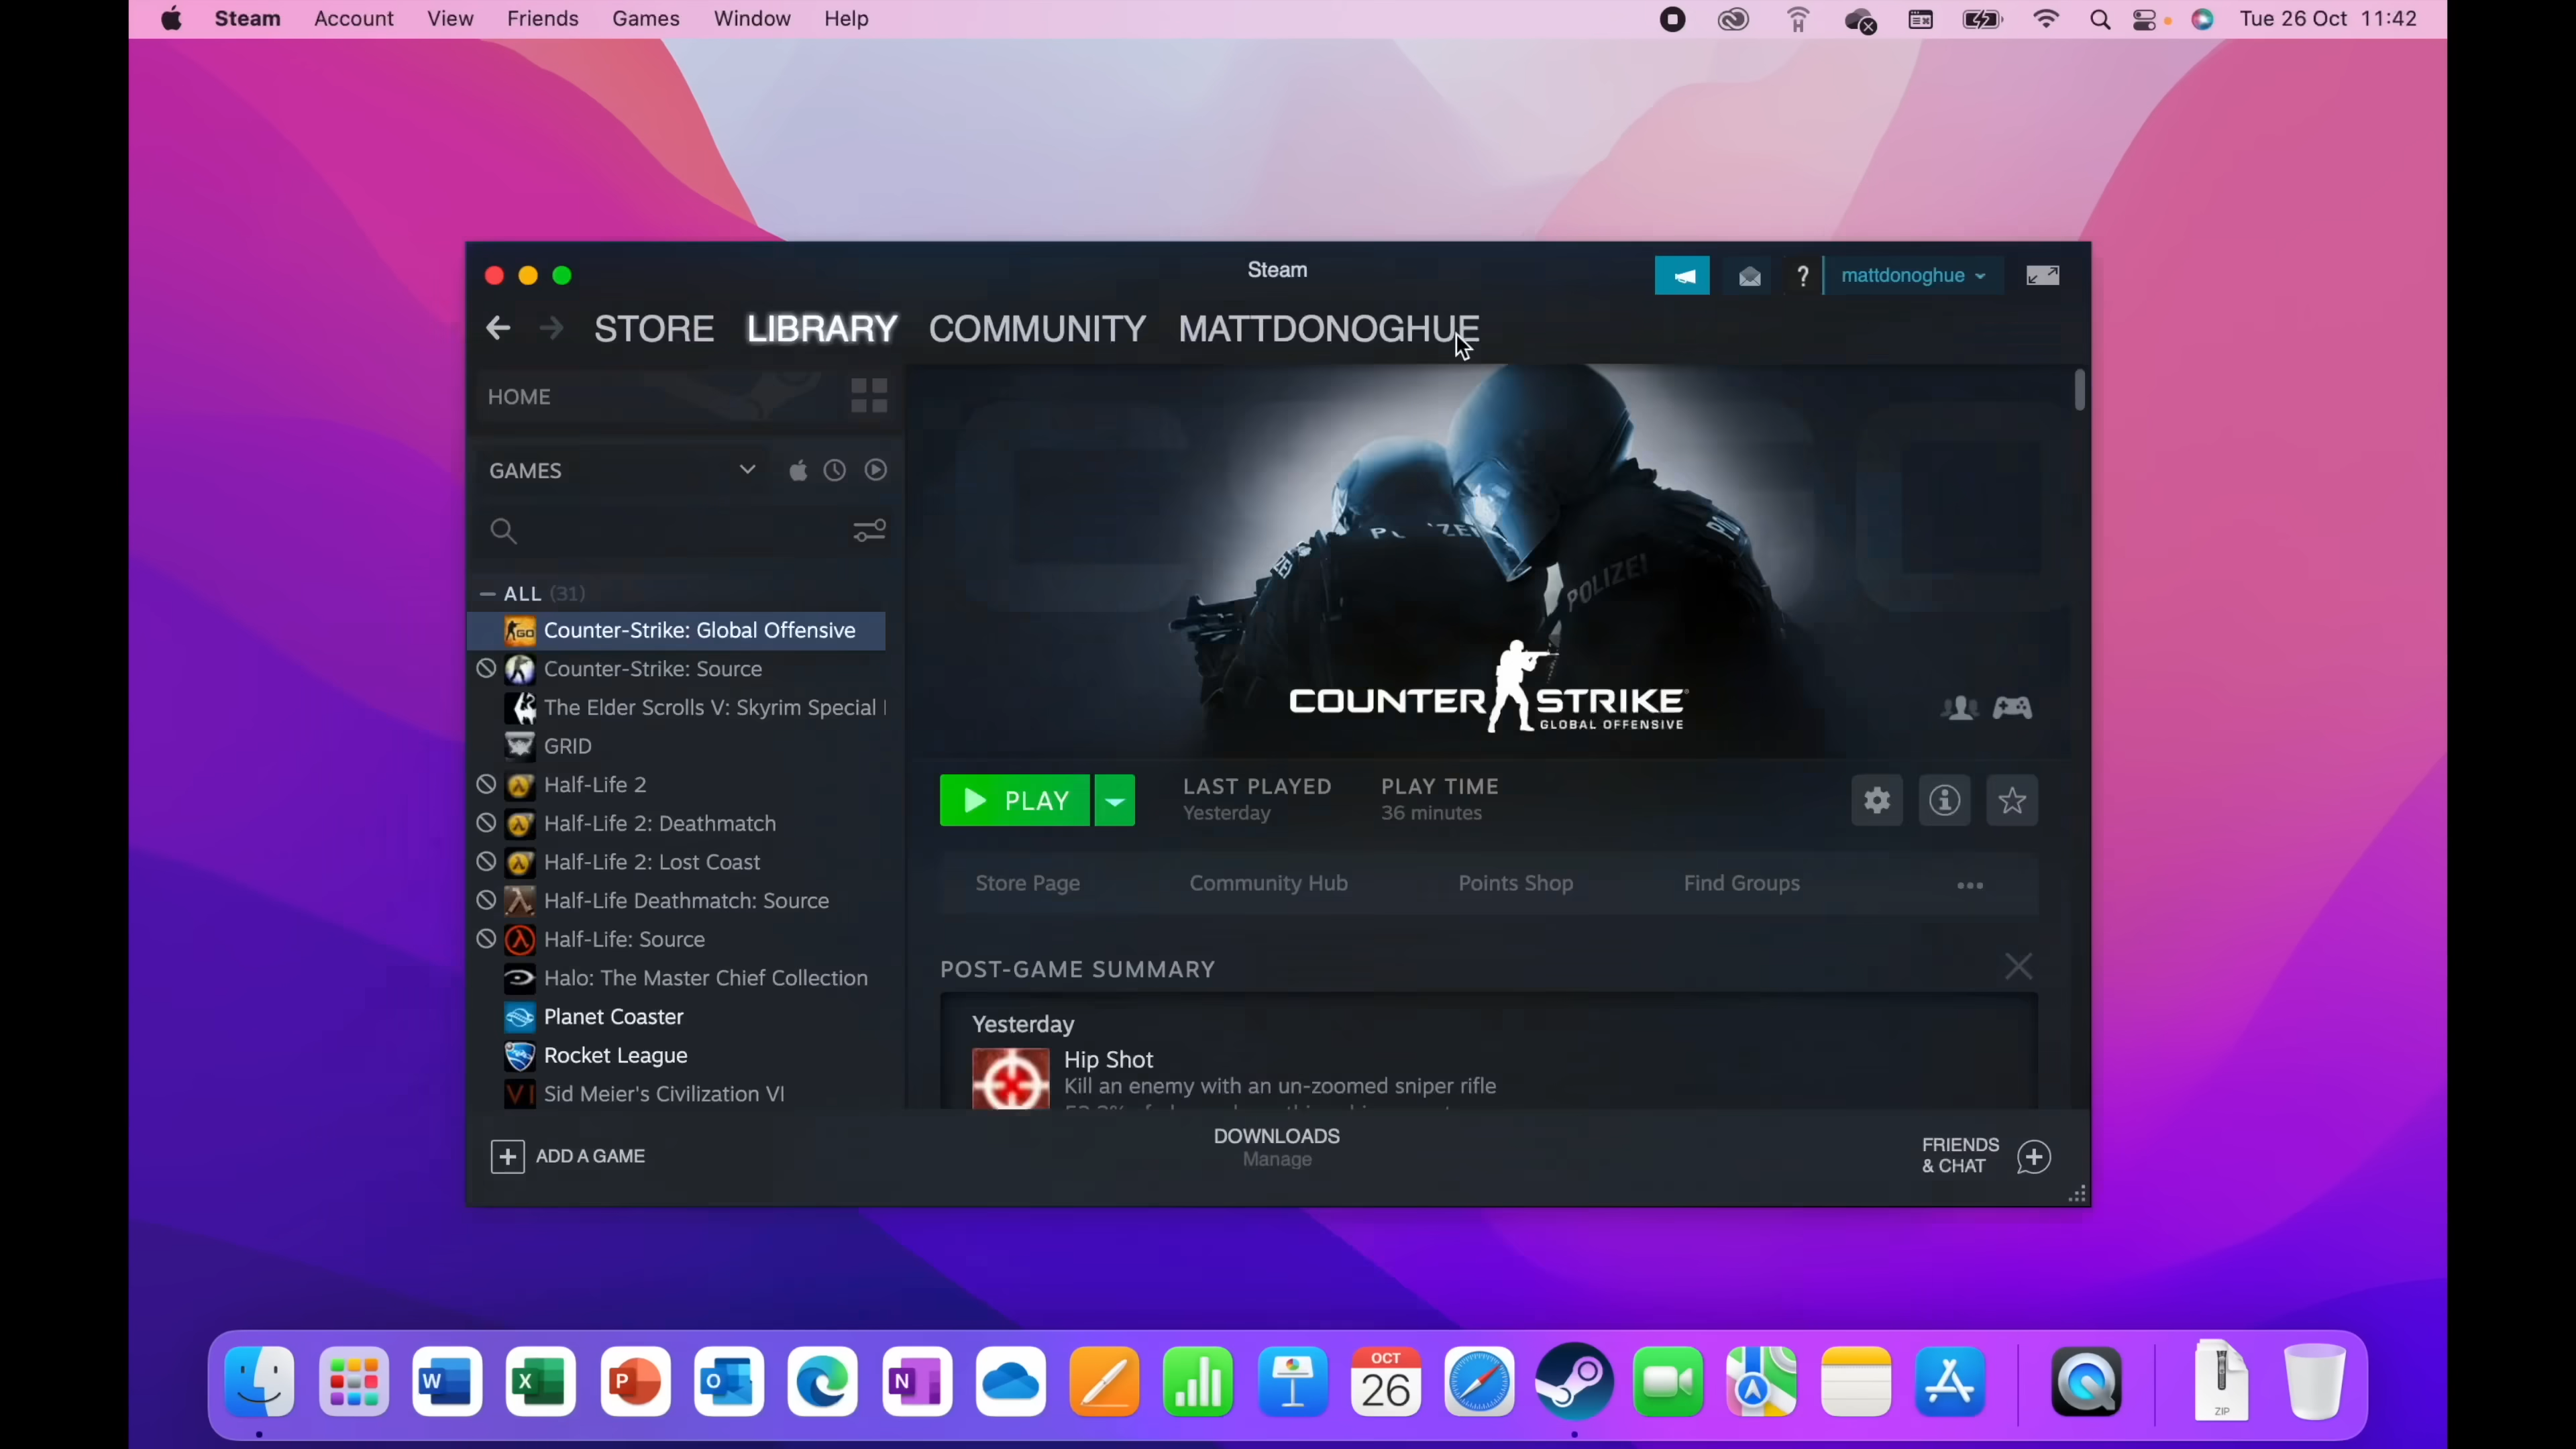 Steam Account View Friends Games Window Help
Tue 26 Oct 11:42
Steam
mattdonoghue
STORE LIBRARY COMMUNITY MATTDONOGHUE
HOME
GAMES
ALL (31)
Counter-Strike: Global Offensive
Counter-Strike: Source
The Elder Scrolls V: Skyrim Special
GRID
Half-Life 2
Half-Life 2: Deathmatch
Half-Life 2: Lost Coast
Half-Life Deathmatch: Source
Half-Life: Source
Halo: The Master Chief Collection
Planet Coaster
Rocket League
Sid Meier's Civilization VI
POLIZEI
COUNTER STRIKE
GLOBAL OFFENSIVE
PLAY
LAST PLAYED
Yesterday
PLAY TIME
36 minutes
Store Page Community Hub Points Shop Find Groups
POST-GAME SUMMARY
Yesterday
Hip Shot
Kill an enemy with an un-zoomed sniper rifle
ADD A GAME
DOWNLOADS
Manage
FRIENDS
& CHAT
OCT
26
ZIP